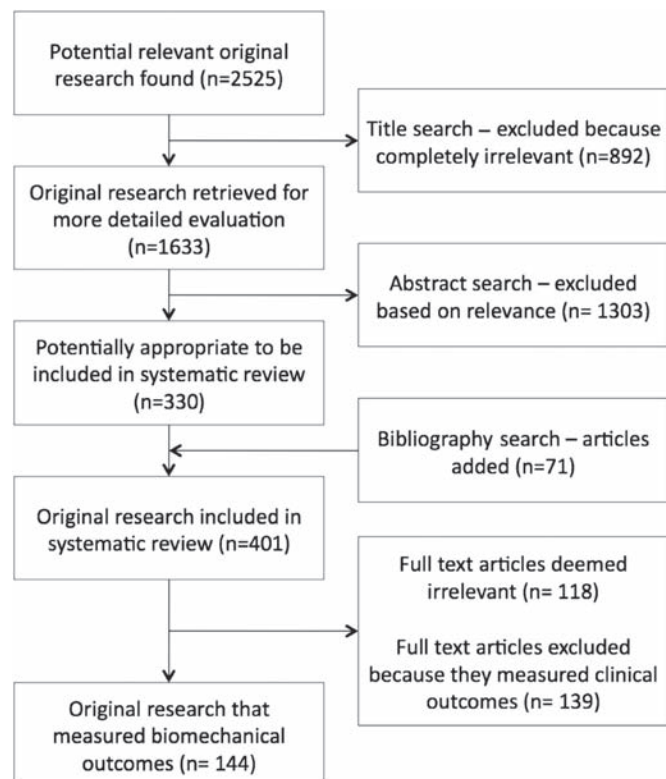 Potential relevant original
research found (n=2525)
Title search – excluded because
completely irrelevant (n=892)
Original research retrieved for
more detailed evaluation
(n=1633)
Abstract search – excluded
based on relevance (n= 1303)
Potentially appropriate to be
included in systematic review
(n=330)
Bibliography search – articles
added (n=71)
Original research included in
systematic review (n=401)
Full text articles deemed
irrelevant (n= 118)
Full text articles excluded
because they measured clinical
outcomes (n= 139)
Original research that
measured biomechanical
outcomes (n= 144)